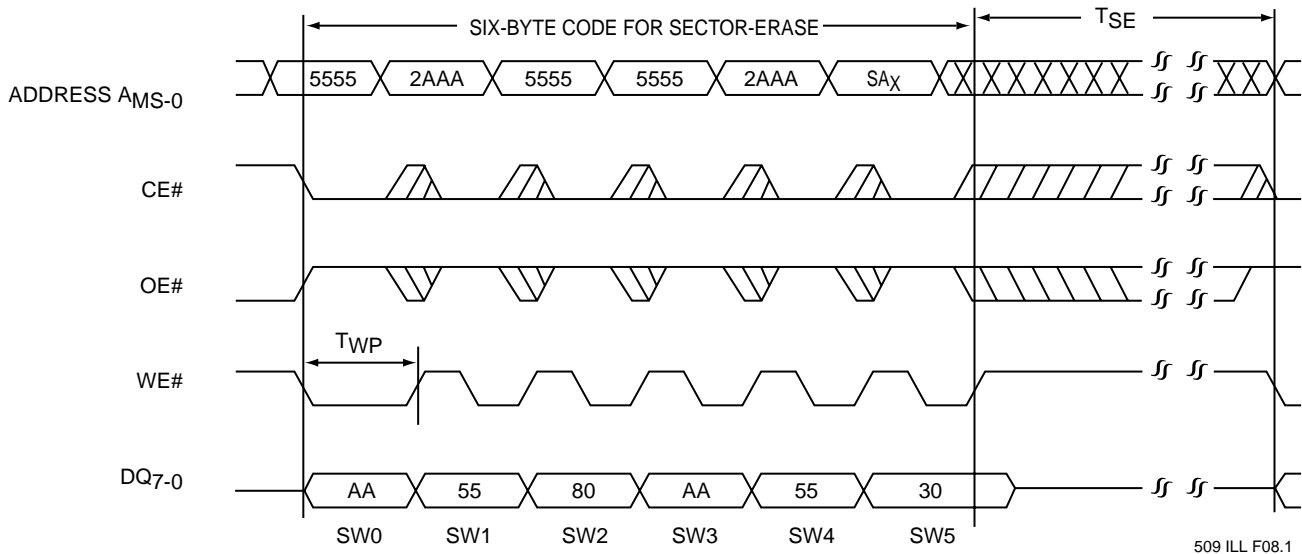 SIX-BYTE CODE FOR SECTOR-ERASE
TSE
ADDRESS AMS-0
5555 2AAA 5555 5555 2AAA SAX
CE#
OE#
TWP
WE#
DQ7-0
AA 55 80 AA 55 30
SW0 SW1 SW2 SW3 SW4 SW5
509 ILL F08.1